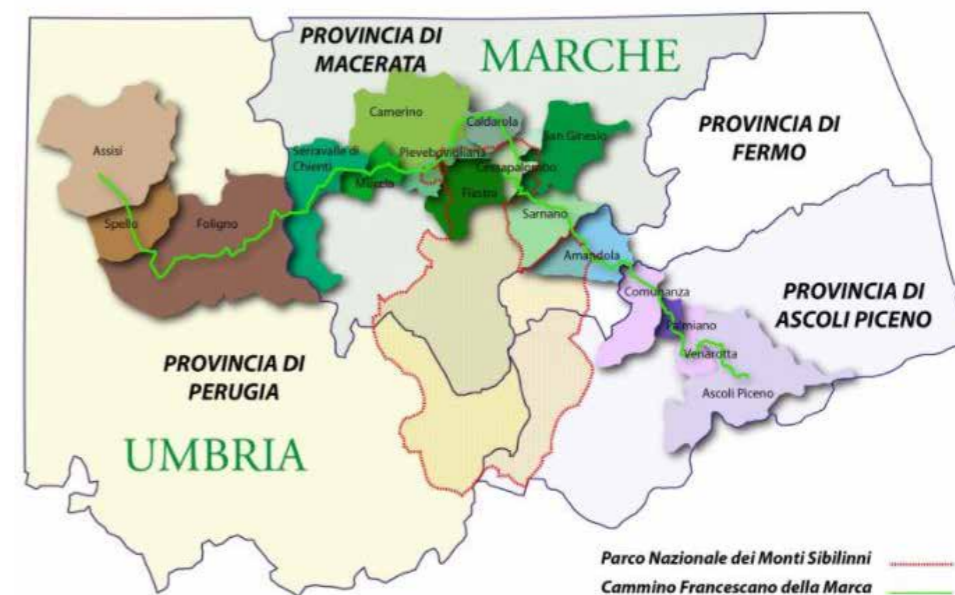 PROVINCIA DI
MACERATA
MARCHE
Camerino
Caldarola
San Ginesio
PROVINCIA DI
FERMO
Assisi
Serravalle di
Chienti
Pievebovigliana
Cessapalombo
Muccia
Fiastra
Spello
Foligno
Sarnano
Amandola
Comunanza
PROVINCIA DI
ASCOLI PICENO
Palmiano
Venarotta
PROVINCIA DI
PERUGIA
Ascoli Piceno
UMBRIA
Parco Nazionale dei Monti Sibilinni
Cammino Francescano della Marca